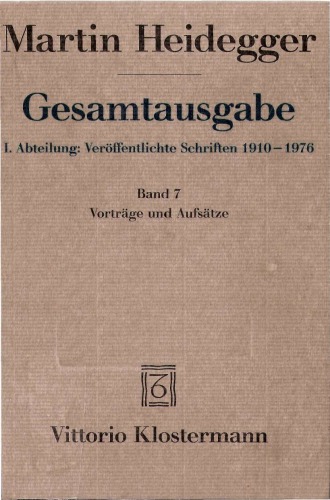 Martin Heidegger
Gesamtausgabe
I. Abteilung: Veröffentlichte Schriften 1910–1976
Band 7
Vorträge und Aufsätze
Vittorio Klostermann